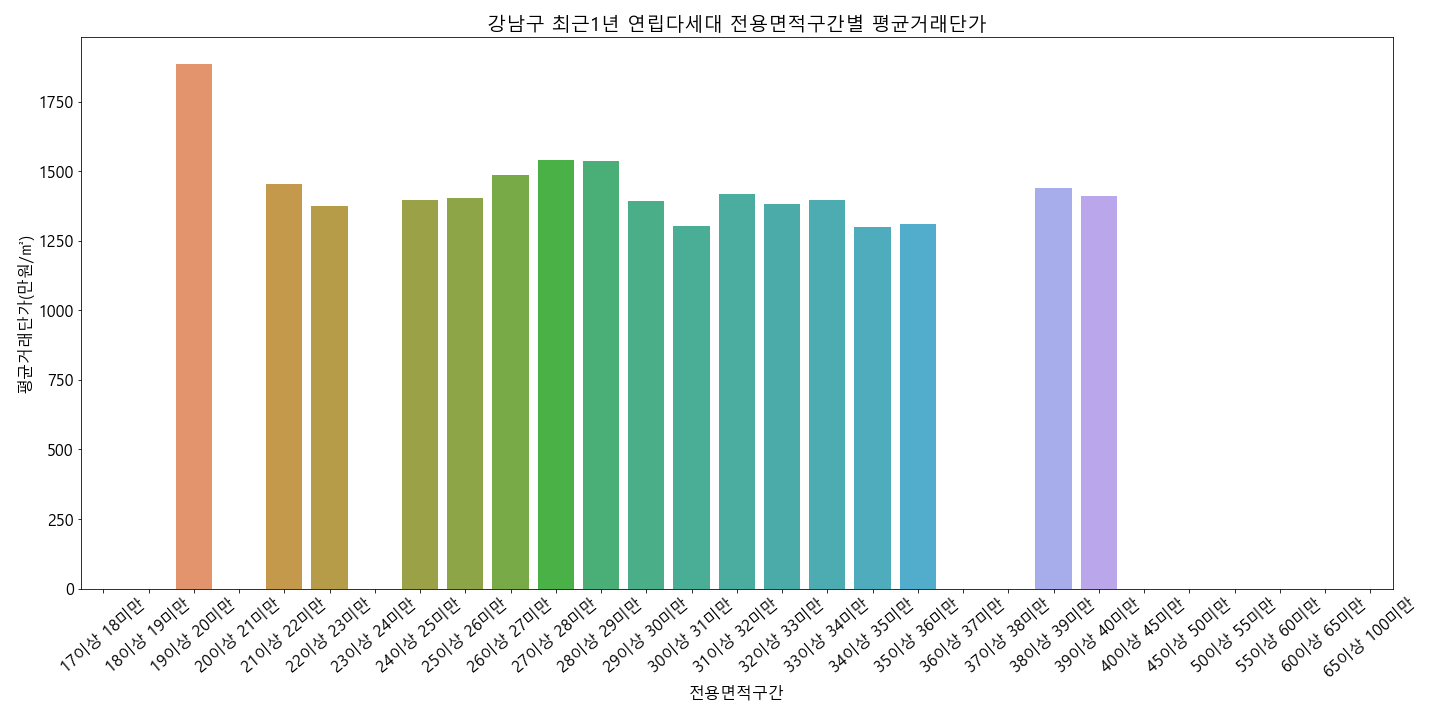 강남구 최근1년 연립다세대 전용면적구간별 평균거래단가
평균거래단가(만원/㎡)
1750
1500
1250
1000
750
500
250
0
17이상 18미만
18이상 19미만
19이상 20미만
20이상 21미만
21이상 22미만
22이상 23미만
23이상 24미만
24이상 25미만
25이상 26미만
26이상 27미만
27이상 28미만
28이상 29미만
29이상 30미만
30이상 31미만
31이상 32미만
32이상 33미만
33이상 34미만
34이상 35미만
35이상 36미만
36이상 37미만
37이상 38미만
38이상 39미만
39이상 40미만
40이상 45미만
45이상 50미만
50이상 55미만
55이상 60미만
60이상 65미만
65이상 100미만
전용면적구간